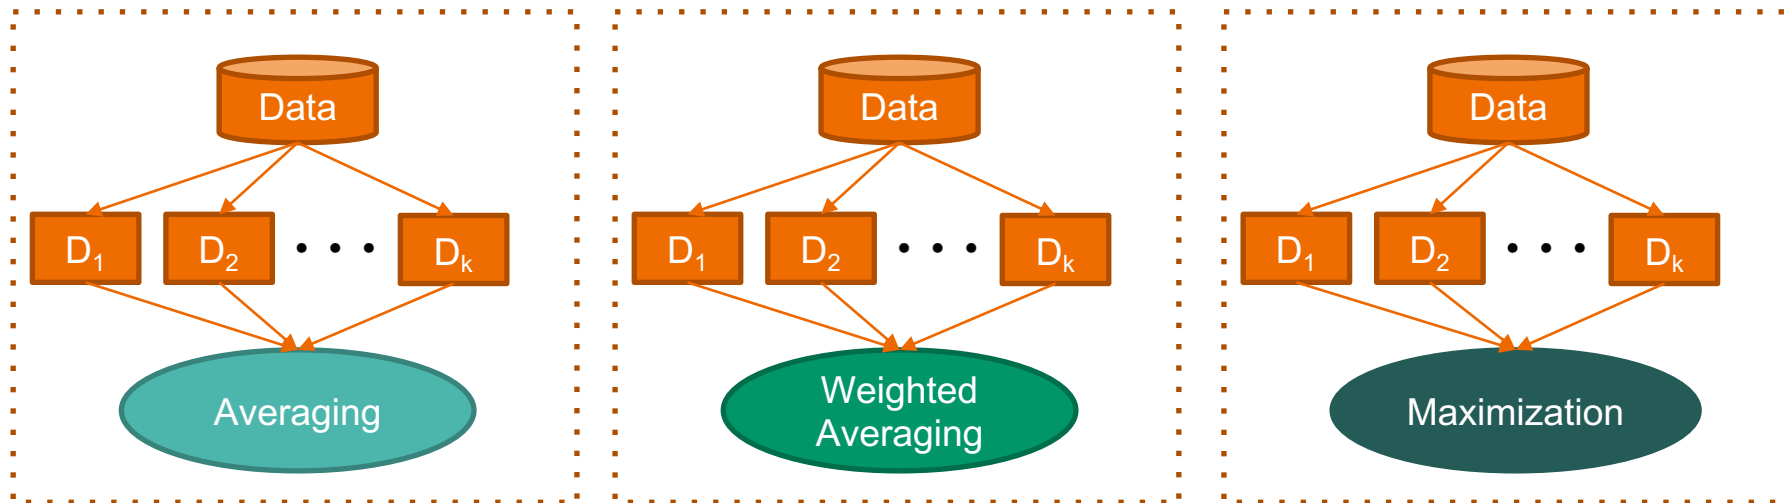 Data
D1 D2 • • • Dk
Averaging
Data
D1 D2 • • • Dk
Weighted
Averaging
Data
D1 D2 • • • Dk
Maximization